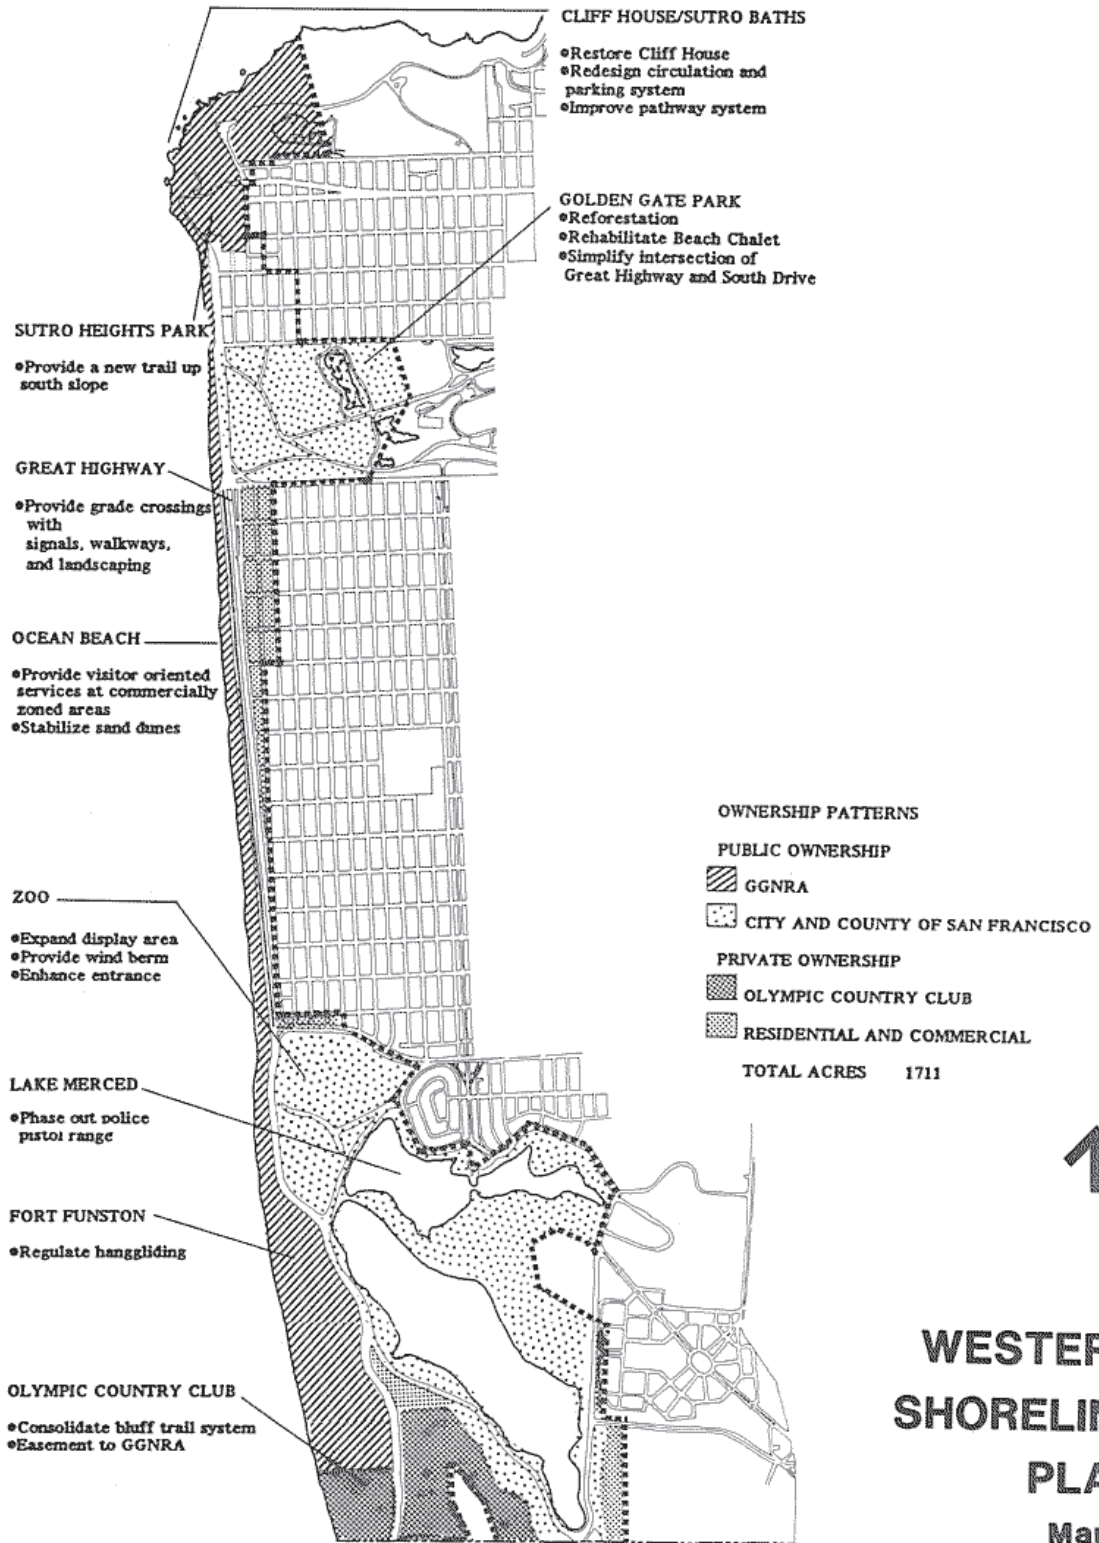 CLIFF HOUSE/SUTRO BATHS
•Restore Cliff House
•Redesign circulation and
parking system
•Improve pathway system
GOLDEN GATE PARK
•Reforestation
•Rehabilitate Beach Chalet
•Simplify intersection of
Great Highway and South Drive
SUTRO HEIGHTS PARK
•Provide a new trail up
south slope
GREAT HIGHWAY
•Provide grade crossings
with
signals, walkways,
and landscaping
OCEAN BEACH
•Provide visitor oriented
services at commercially
zoned areas
•Stabilize sand dunes
ZOO
•Expand display area
•Provide wind berm
•Enhance entrance
LAKE MERCED
•Phase out police
pistol range
FORT FUNSTON
•Regulate hanggliding
OLYMPIC COUNTRY CLUB
•Consolidate bluff trail system
•Easement to GGNRA
OWNERSHIP PATTERNS
PUBLIC OWNERSHIP
GGNRA
CITY AND COUNTY OF SAN FRANCISCO
PRIVATE OWNERSHIP
OLYMPIC COUNTRY CLUB
RESIDENTIAL AND COMMERCIAL
TOTAL ACRES 1711
WESTER
SHORELIN
PLA